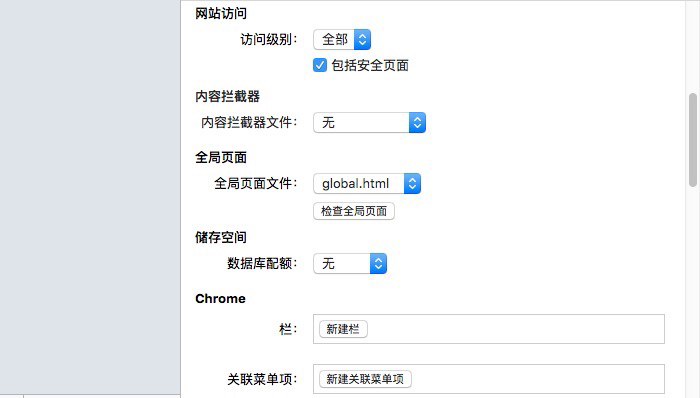 网站访问
访问级别： 全部
包括安全页面
内容拦截器
内容拦截器文件： 无
全局页面
全局页面文件： global.html
检查全局页面
储存空间
数据库配额： 无
Chrome
栏： 新建栏
关联菜单项： 新建关联菜单项